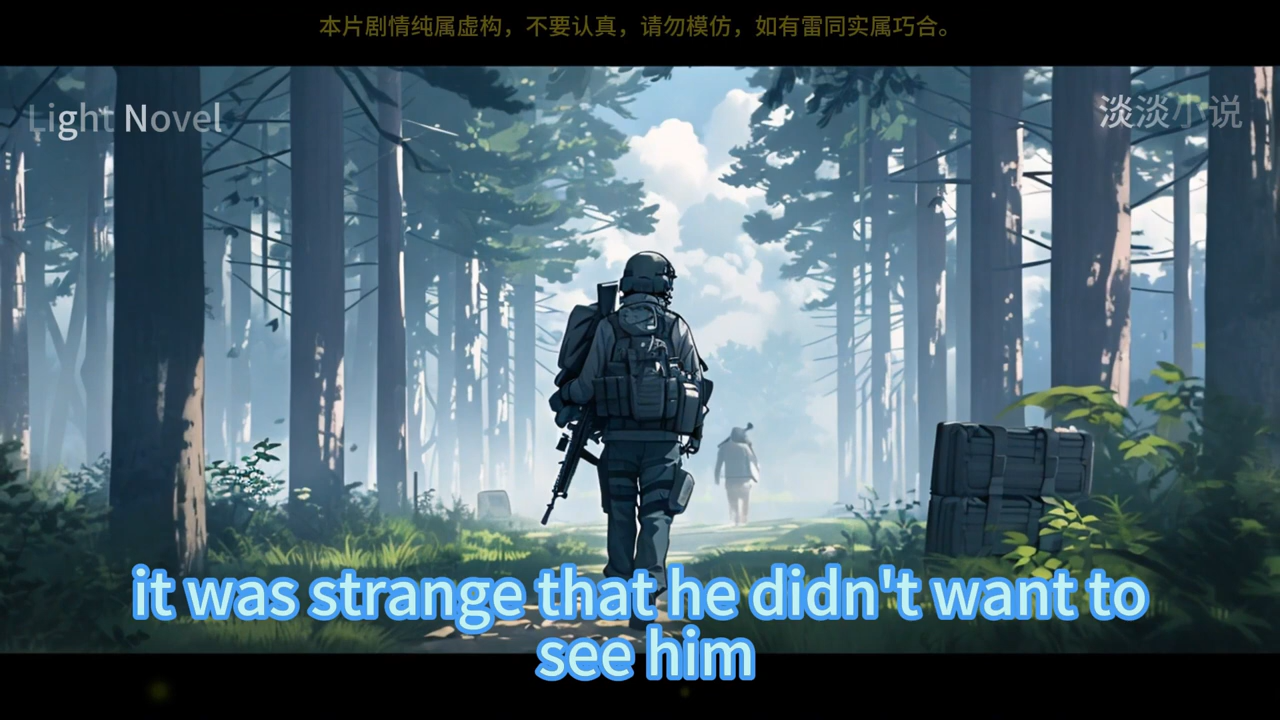 本片剧情纯属虚构，不要认真，请勿模仿，如有雷同实属巧合。
Light Novel
淡淡小说
it was strange that he didn't want to
see him